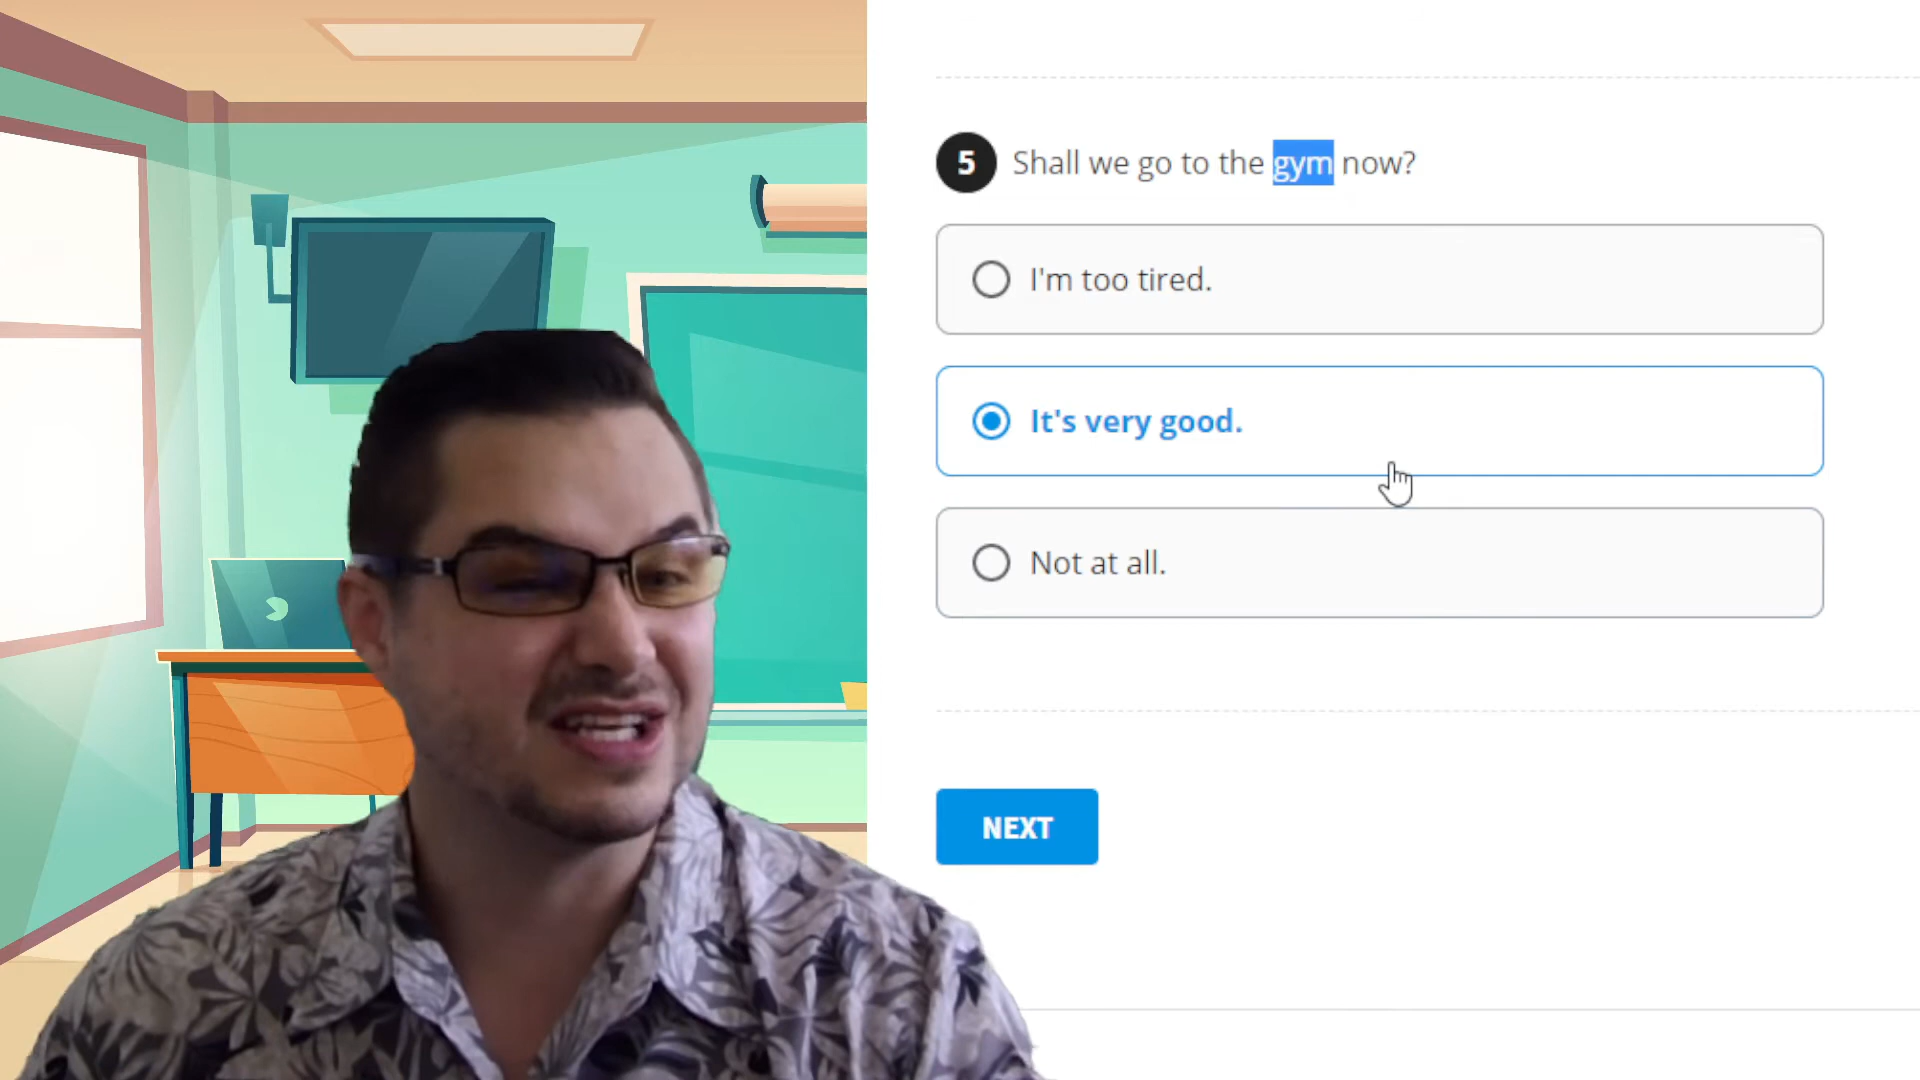 5 Shall we go to the gym now?
I'm too tired.
It's very good.
Not at all.
NEXT